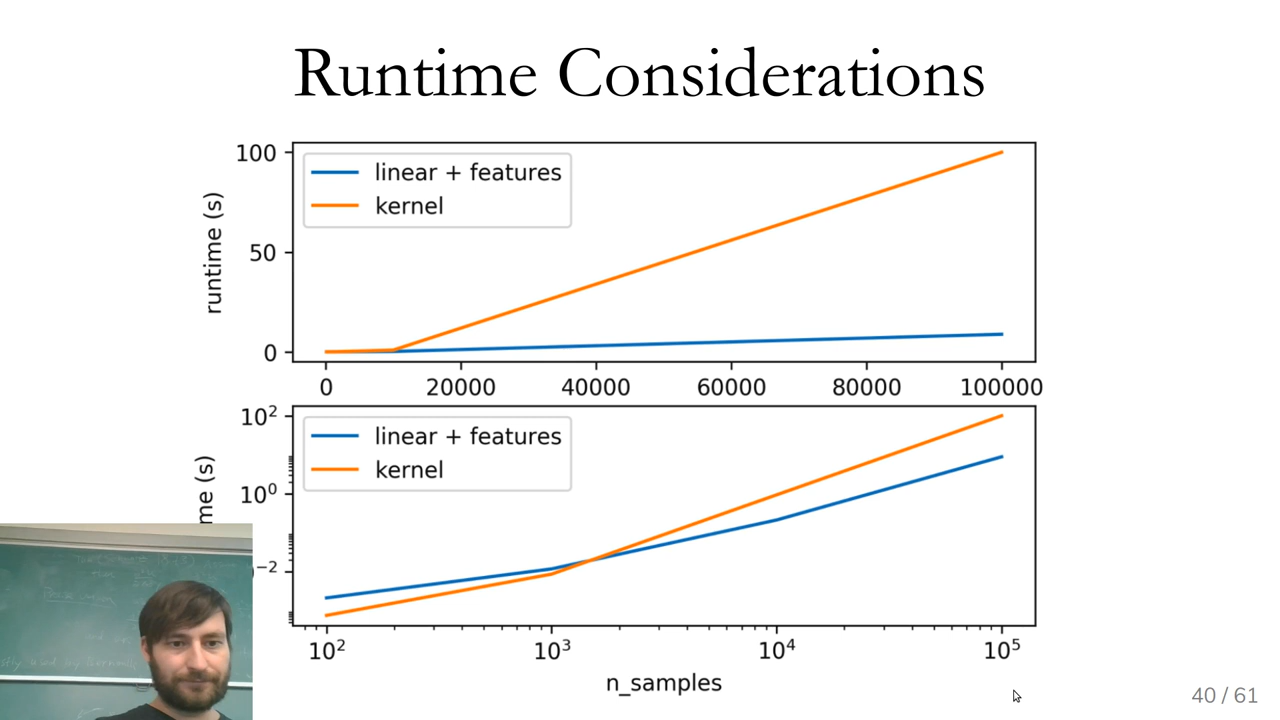 Runtime Considerations
100
50
0
runtime (s)
linear + features
kernel
0 20000 40000 60000 80000 100000
10²
10⁰
⁻²
me (s)
linear + features
kernel
10² 10³ 10⁴ 10⁵
n_samples
40 / 61